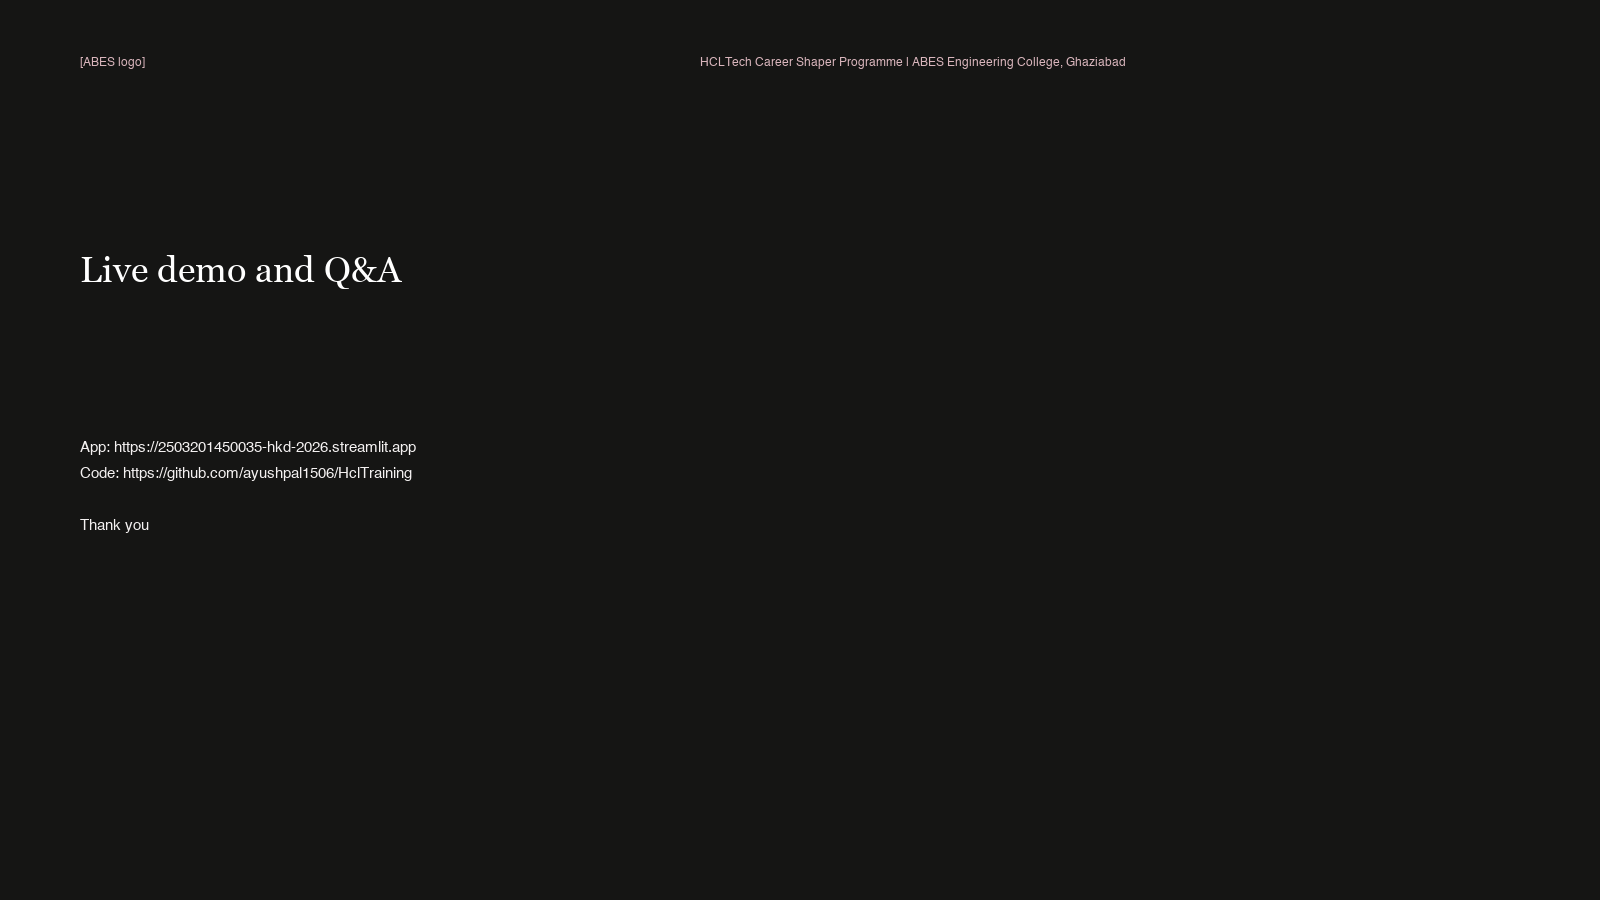 [ABES logo]
HCLTech Career Shaper Programme l ABES Engineering College, Ghaziabad
Live demo and Q&A
App: https://2503201450035-hkd-2026.streamlit.app
Code: https://github.com/ayushpal1506/HclTraining
Thank you